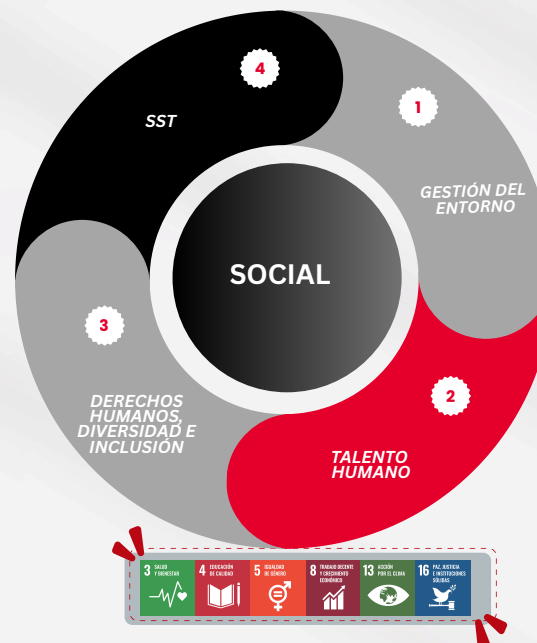 4
SST
1
GESTIÓN DEL
ENTORNO
SOCIAL
3
DERECHOS
HUMANOS,
DIVERSIDAD E
INCLUSIÓN
2
TALENTO
HUMANO
3 SALUD
Y BIENESTAR
4 EDUCACIÓN
DE CALIDAD
5 IGUALDAD
DE GÉNERO
8 TRABAJO DECENTE
Y CRECIMIENTO
ECONÓMICO
13 ACCIÓN
POR EL CLIMA
16 PAZ, JUSTICIA
E INSTITUCIONES
SÓLIDAS